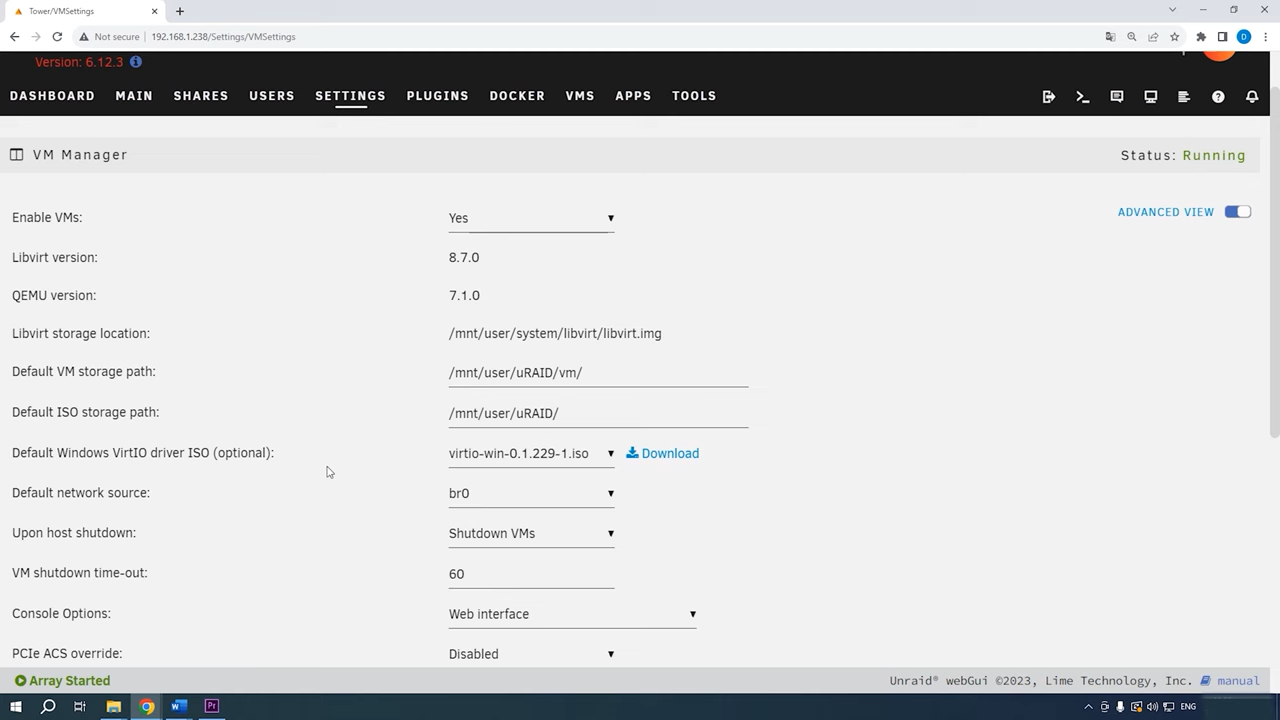 Tower/VMSettings
Not secure 192.168.1.238/Settings/VMSettings
D
Version: 6.12.3
DASHBOARD MAIN SHARES USERS SETTINGS PLUGINS DOCKER VMS APPS TOOLS
VM Manager Status: Running
ADVANCED VIEW
Enable VMs: Yes
Libvirt version: 8.7.0
QEMU version: 7.1.0
Libvirt storage location: /mnt/user/system/libvirt/libvirt.img
Default VM storage path: /mnt/user/uRAID/vm/
Default ISO storage path: /mnt/user/uRAID/
Default Windows VirtIO driver ISO (optional): virtio-win-0.1.229-1.iso Download
Default network source: br0
Upon host shutdown: Shutdown VMs
VM shutdown time-out: 60
Console Options: Web interface
PCIe ACS override: Disabled
Array Started Unraid® webGui ©2023, Lime Technology, Inc. manual
W Pr ENG